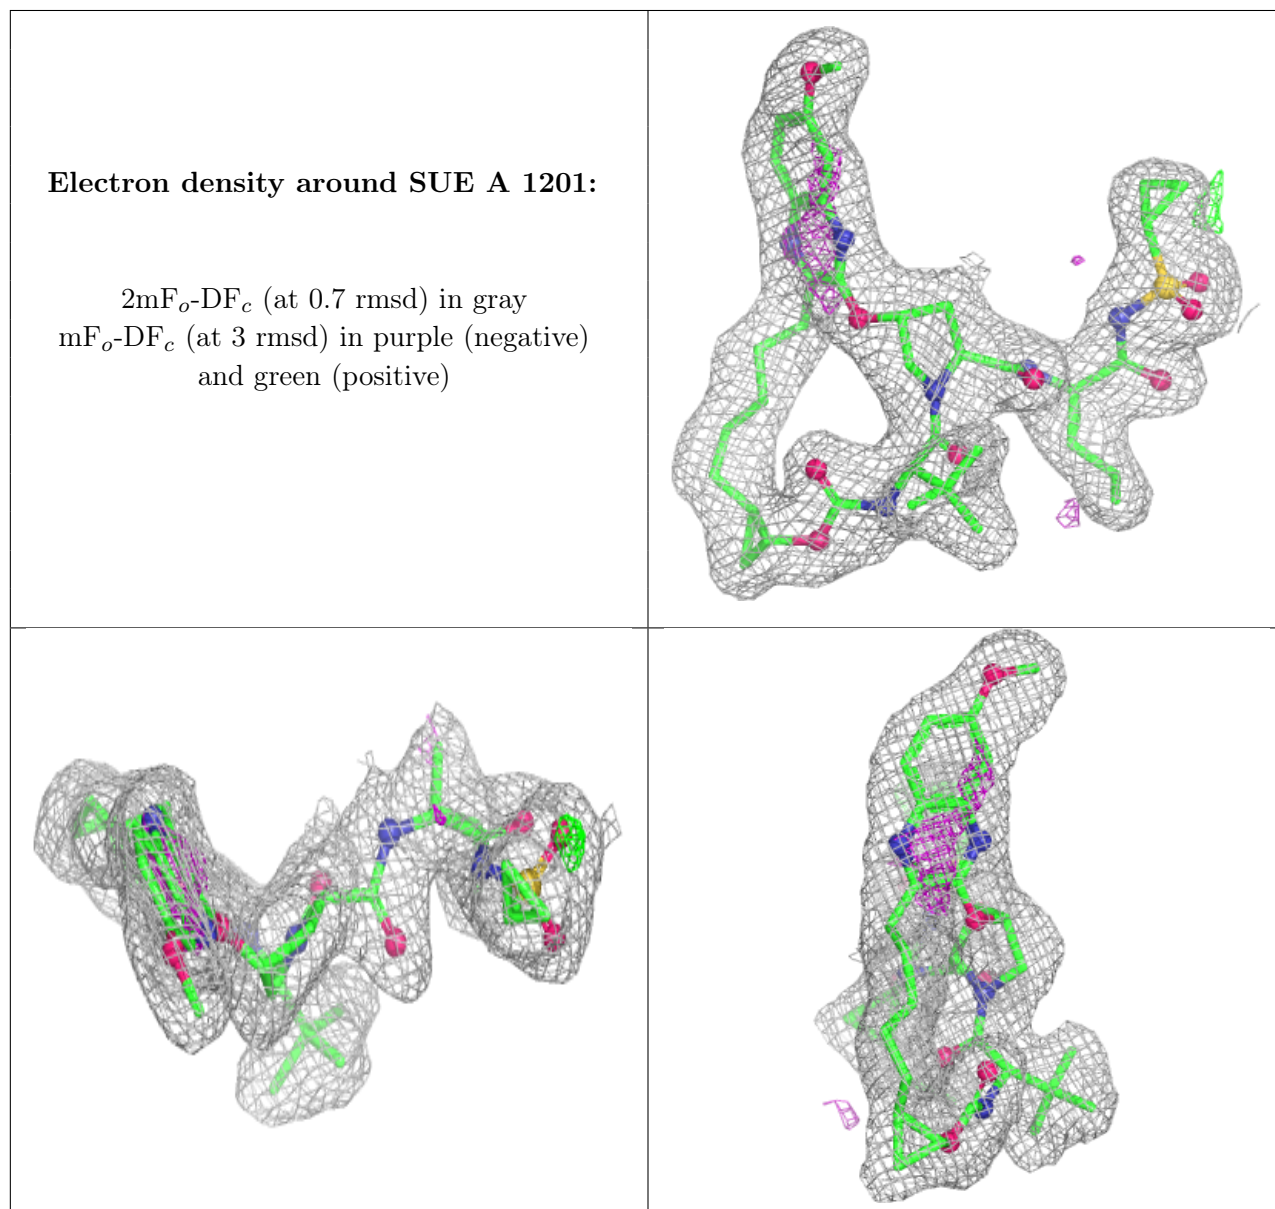 Electron density around SUE A 1201:
2mFo-DFc (at 0.7 rmsd) in gray
mFo-DFc (at 3 rmsd) in purple (negative)
and green (positive)